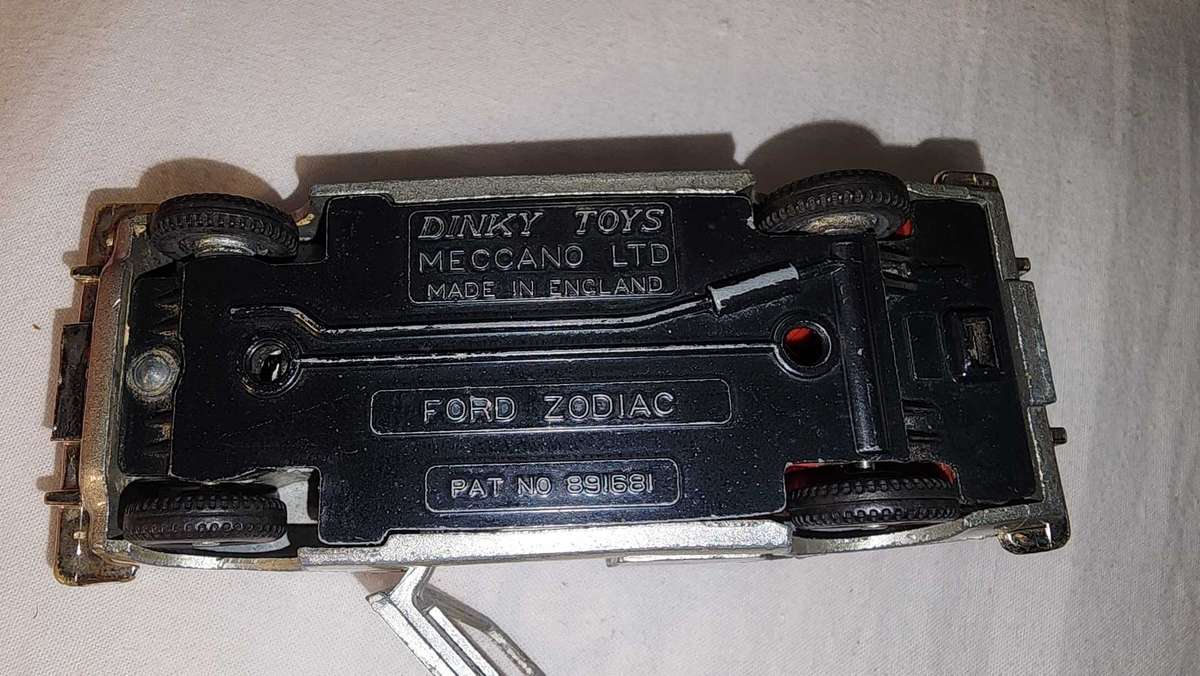 DINKY TOYS
MECCANO LTD
MADE IN ENGLAND
FORD ZODIAC
PAT NO 891681